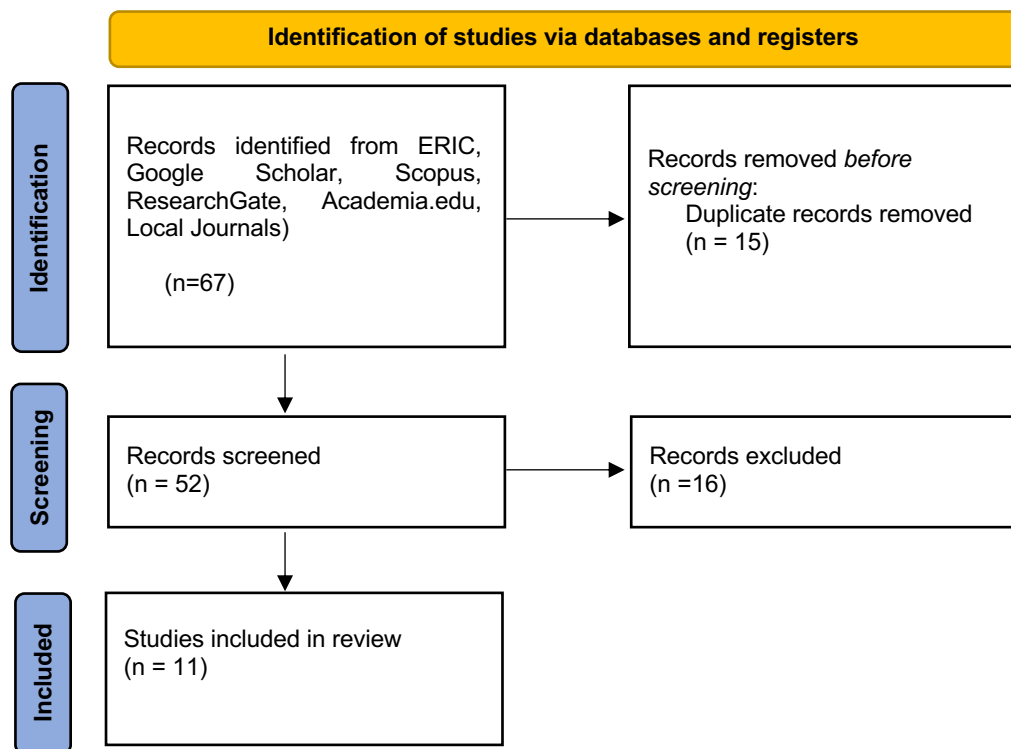 Identification of studies via databases and registers
Identification
Records identified from ERIC,
Google Scholar, Scopus,
ResearchGate, Academia.edu,
Local Journals)
(n=67)
Records removed before
screening:
Duplicate records removed
(n = 15)
Screening
Records screened
(n = 52)
Records excluded
(n =16)
Included
Studies included in review
(n = 11)